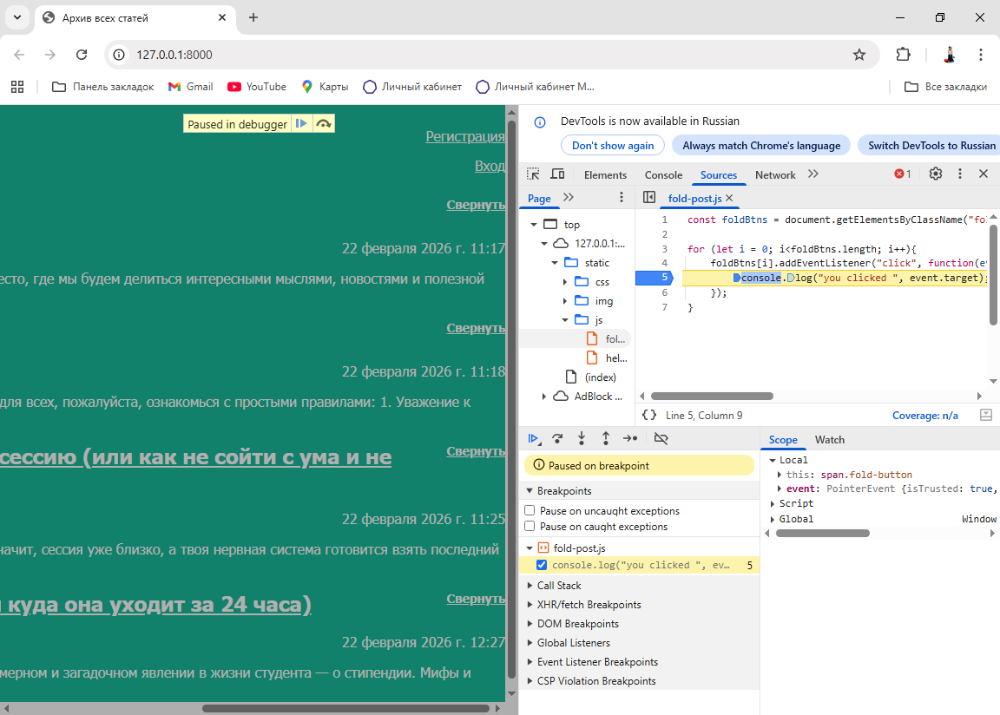 Архив всех статей
127.0.0.1:8000
Панель закладок
Gmail
YouTube
Карты
Личный кабинет
Личный кабинет М...
Все закладки
Paused in debugger
Регистрация
Вход
Свернуть
22 февраля 2026 г. 11:17
есто, где мы будем делиться интересными мыслями, новостями и полезной
Свернуть
22 февраля 2026 г. 11:18
для всех, пожалуйста, ознакомься с простыми правилами: 1. Уважение к
сессию (или как не сойти с ума и не
Свернуть
22 февраля 2026 г. 11:25
начит, сессия уже близко, а твоя нервная система готовится взять последний
куда она уходит за 24 часа)
Свернуть
22 февраля 2026 г. 12:27
мерном и загадочном явлении в жизни студента — о стипендии. Мифы и
DevTools is now available in Russian
Don't show again
Always match Chrome's language
Switch DevTools to Russian
Elements
Console
Sources
Network
1
Page
fold-post.js
top
127.0.0.1:...
static
css
img
js
fol...
hel...
(index)
AdBlock ...
1 const foldBtns = document.getElementsByClassName("fo
2
3 for (let i = 0; i<foldBtns.length; i++){
4 foldBtns[i].addEventListener("click", function(e
5 console.log("you clicked ", event.target);
6 });
7 }
Line 5, Column 9
Coverage: n/a
Paused on breakpoint
Breakpoints
Pause on uncaught exceptions
Pause on caught exceptions
fold-post.js
console.log("you clicked ", ev… 5
Call Stack
XHR/fetch Breakpoints
DOM Breakpoints
Global Listeners
Event Listener Breakpoints
CSP Violation Breakpoints
Scope
Watch
Local
this: span.fold-button
event: PointerEvent {isTrusted: true,
Script
Global Window